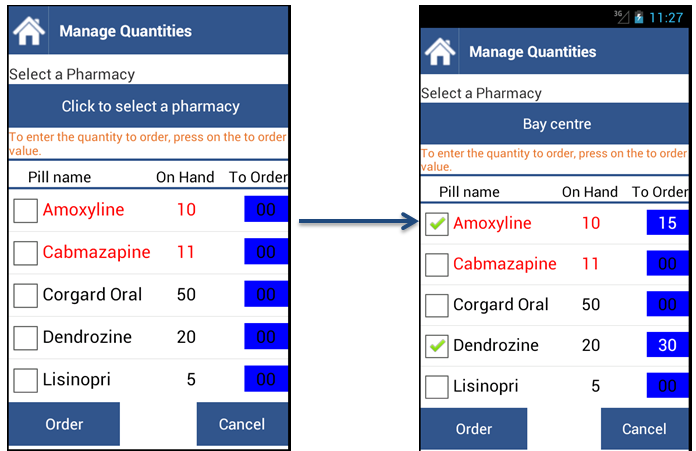 Manage Quantities
Select a Pharmacy
Click to select a pharmacy
To enter the quantity to order, press on the to order
value.
Pill name On Hand To Order
Amoxyline 10 00
Cabmazapine 11 00
Corgard Oral 50 00
Dendrozine 20 00
Lisinopri 5 00
Order Cancel
3G 11:27
Manage Quantities
Select a Pharmacy
Bay centre
To enter the quantity to order, press on the to order
value.
Pill name On Hand To Order
Amoxyline 10 15
Cabmazapine 11 00
Corgard Oral 50 00
Dendrozine 20 30
Lisinopri 5 00
Order Cancel